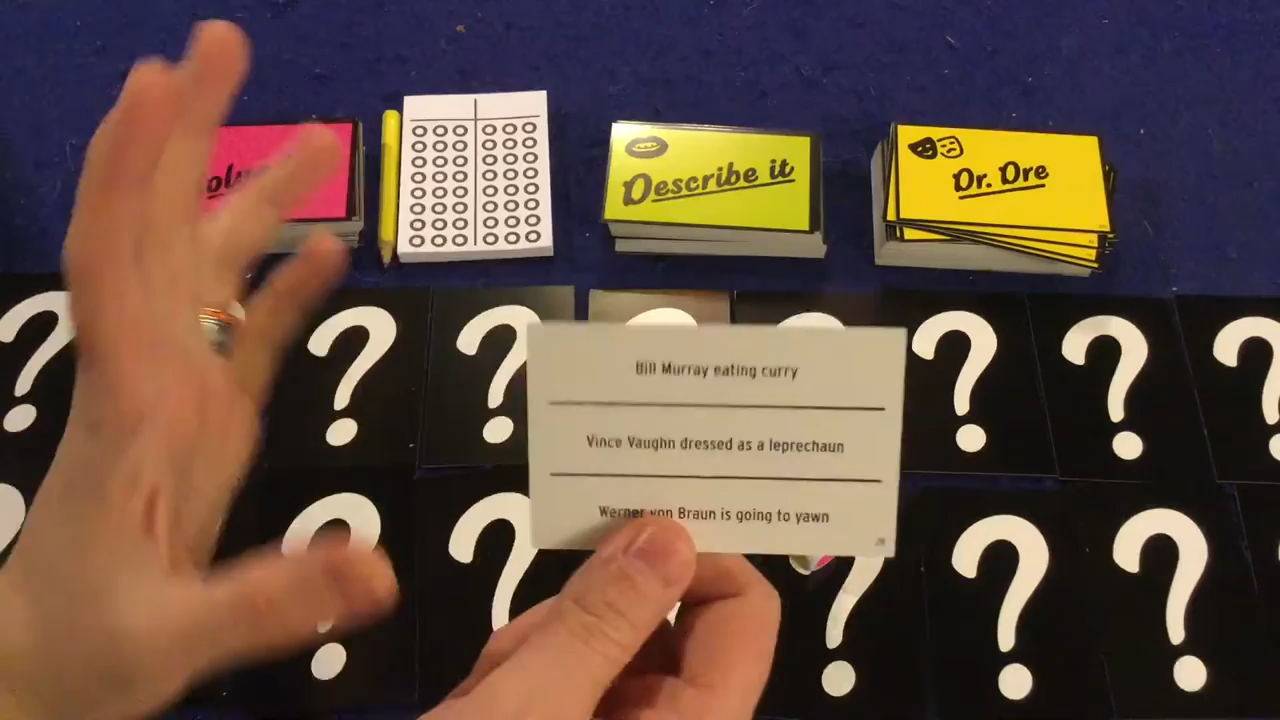 Describe it
Dr. Dre
? ? ? ? ? ? ? ? ?
Bill Murray eating curry
Vince Vaughn dressed as a leprechaun
Werner von Braun is going to yawn
? ? ? ? ?